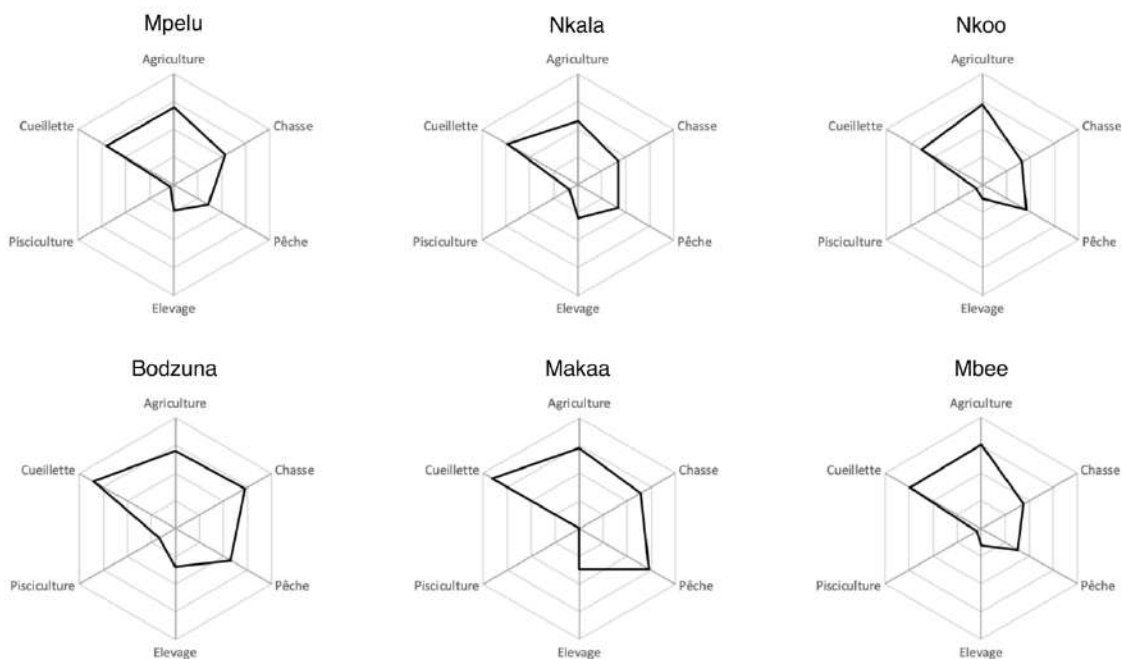 Mpelu
Nkala
Nkoo
Agriculture
Agriculture
Agriculture
Cueillette
Chasse
Cueillette
Chasse
Cueillette
Chasse
Pisciculture
Pêche
Pisciculture
Pêche
Pisciculture
Pêche
Elevage
Elevage
Elevage
Bodzuna
Makaa
Mbee
Agriculture
Agriculture
Agriculture
Cueillette
Chasse
Cueillette
Chasse
Cueillette
Chasse
Pisciculture
Pêche
Pisciculture
Pêche
Pisciculture
Pêche
Elevage
Elevage
Elevage